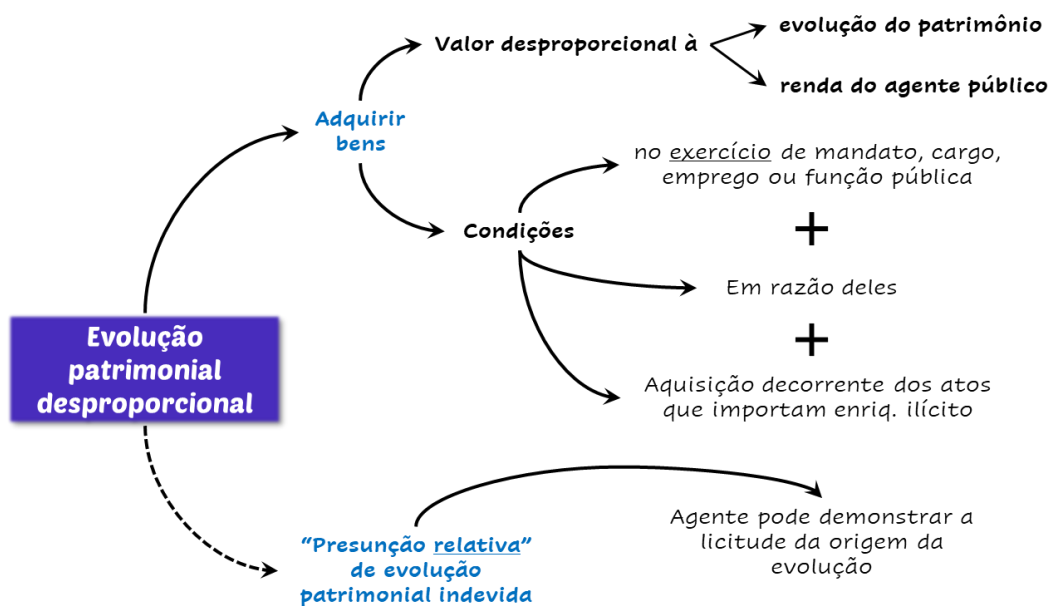 Evolução
patrimonial
desproporcional
Adquirir
bens
Valor desproporcional à
evolução do patrimônio
renda do agente público
Condições
no exercício de mandato, cargo,
emprego ou função pública
+
Em razão deles
+
Aquisição decorrente dos atos
que importam enriq. ilícito
“Presunção relativa”
de evolução
patrimonial indevida
Agente pode demonstrar a
licitude da origem da
evolução